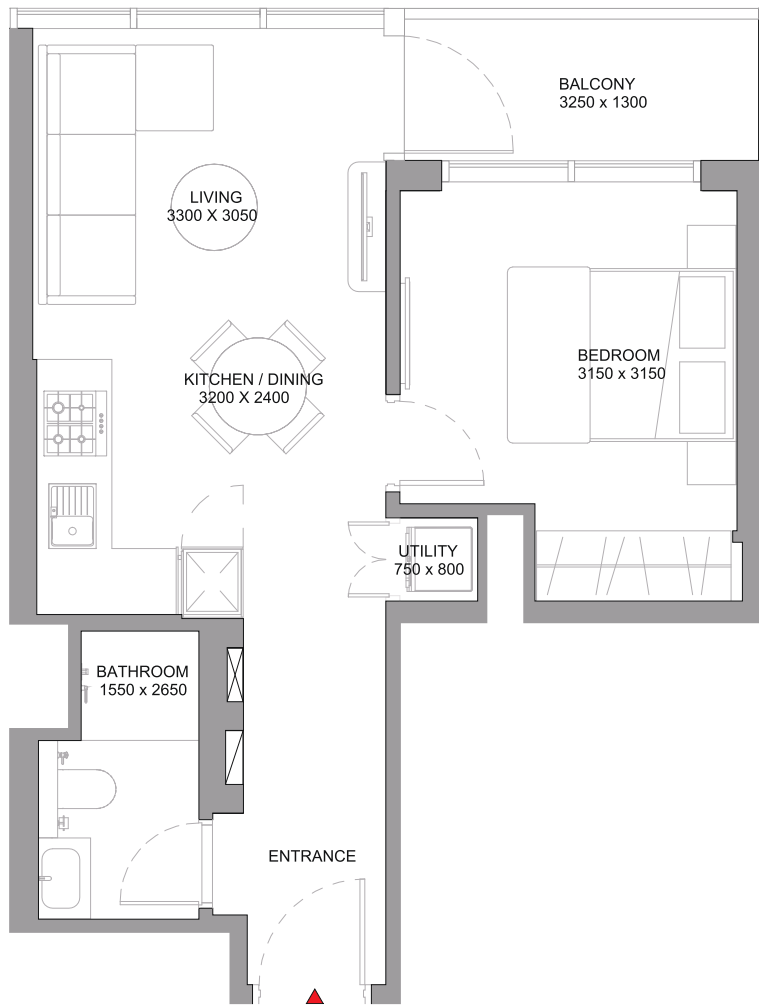 BALCONY
3250 x 1300
LIVING
3300 X 3050
BEDROOM
3150 x 3150
KITCHEN / DINING
3200 X 2400
UTILITY
750 x 800
BATHROOM
1550 x 2650
ENTRANCE